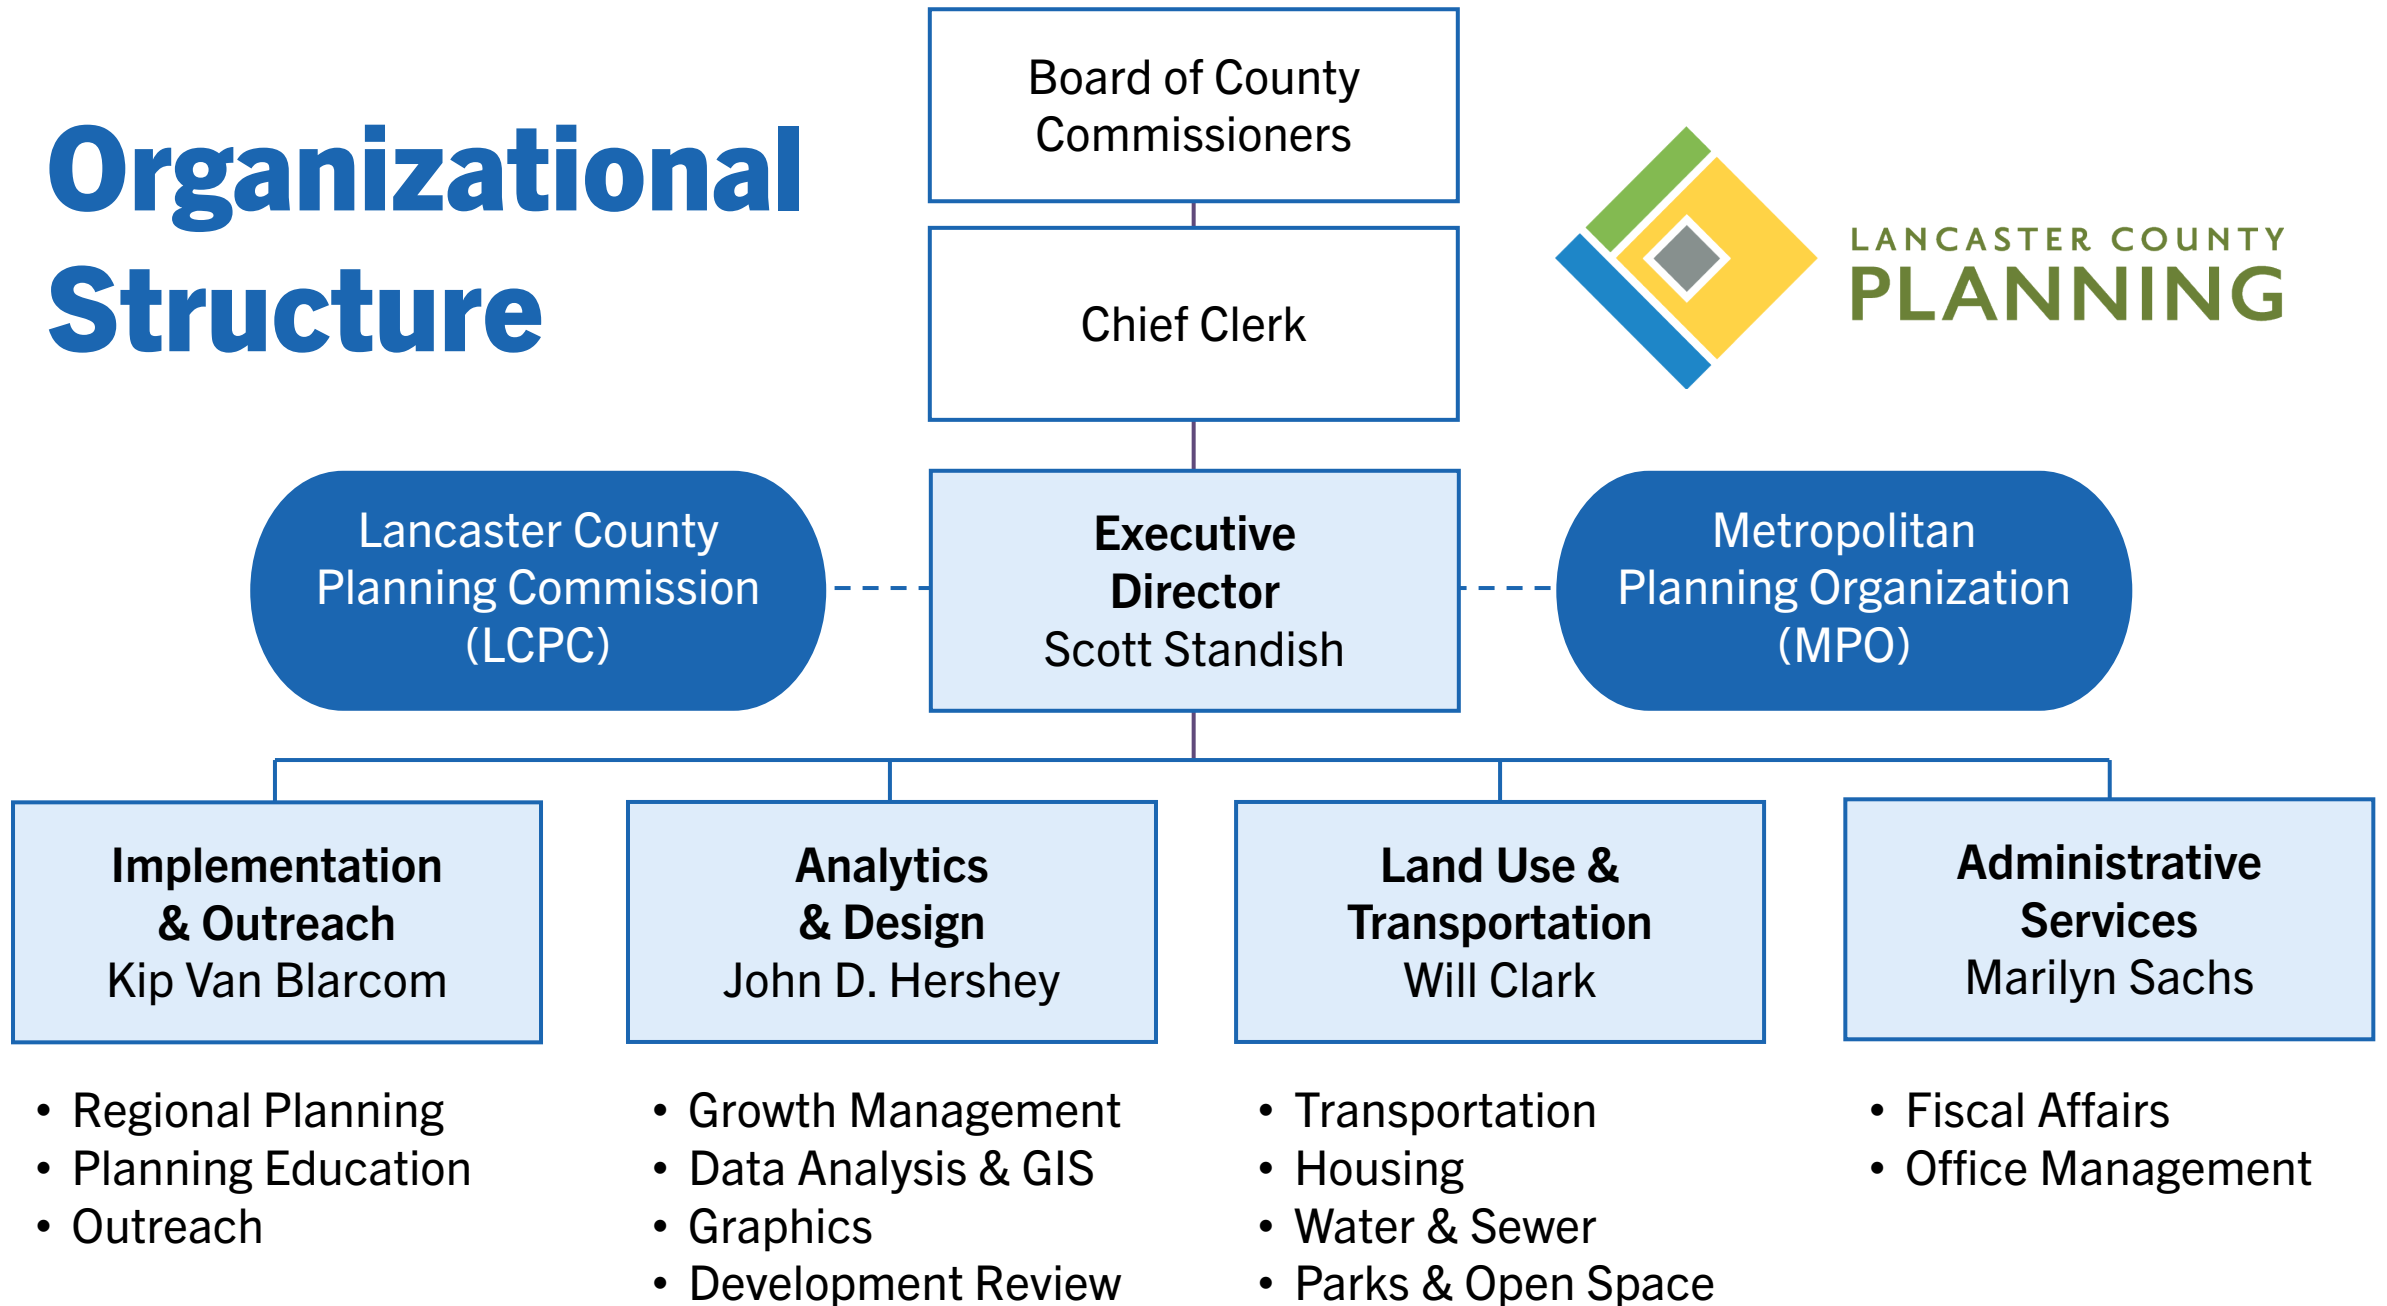 Organizational
Structure
Board of County
Commissioners
LANCASTER COUNTY
PLANNING
Chief Clerk
Lancaster County
Planning Commission
(LCPC)
Executive
Director
Scott Standish
Metropolitan
Planning Organization
(MPO)
Implementation
& Outreach
Kip Van Blarcom
• Regional Planning
• Planning Education
• Outreach
Analytics
& Design
John D. Hershey
• Growth Management
• Data Analysis & GIS
• Graphics
• Development Review
Land Use &
Transportation
Will Clark
• Transportation
• Housing
• Water & Sewer
• Parks & Open Space
Administrative
Services
Marilyn Sachs
• Fiscal Affairs
• Office Management